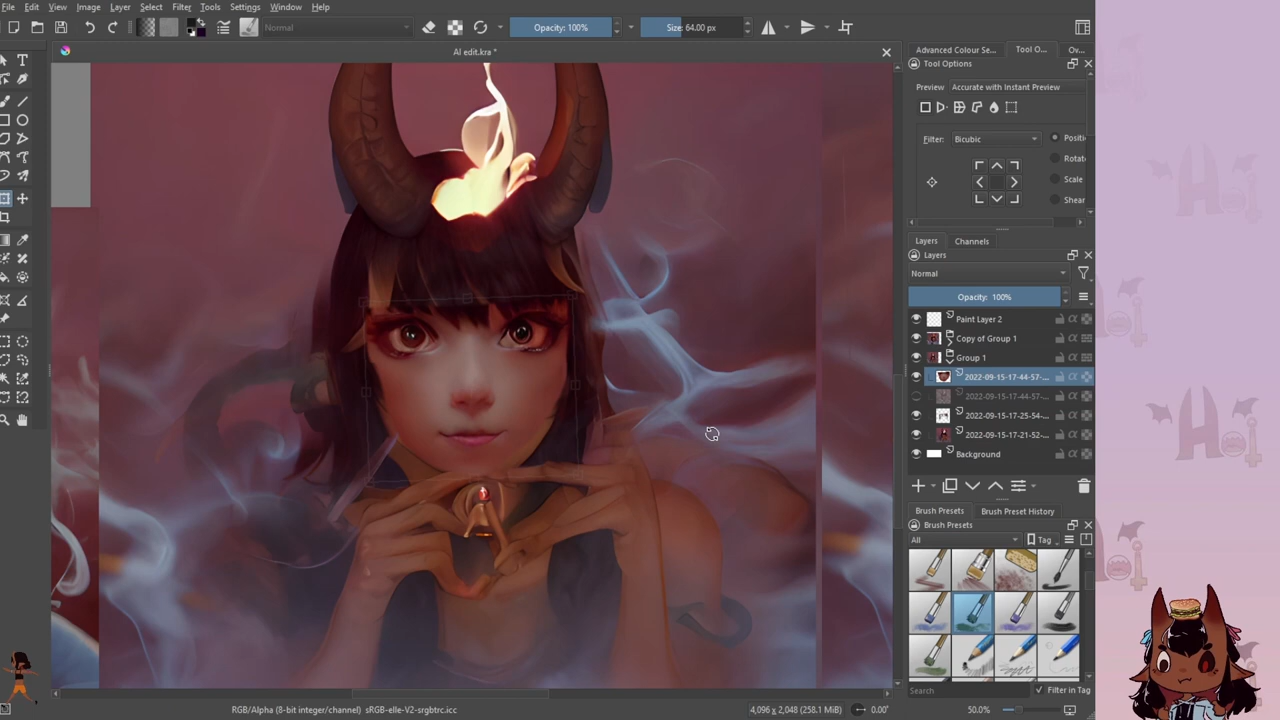 File Edit View Image Layer Select Filter Tools Settings Window Help
Normal
Opacity: 100%
Size: 64.00 px
AI edit.kra *
Advanced Colour Se... Tool O... Ov...
Tool Options
Preview Accurate with Instant Preview
Filter: Bicubic
Positi
Rotat
Scale
Shear
Layers Channels
Layers
Normal
Opacity: 100%
Paint Layer 2
Copy of Group 1
Group 1
2022-09-15-17-44-57-...
2022-09-15-17-44-57-...
2022-09-15-17-25-54-...
2022-09-15-17-21-52-...
Background
Brush Presets Brush Preset History
Brush Presets
All Tag
Search Filter in Tag
RGB/Alpha (8-bit integer/channel) sRGB-elle-V2-srgbtrc.icc
4,096 x 2,048 (258.1 MiB)
0.00°
50.0%